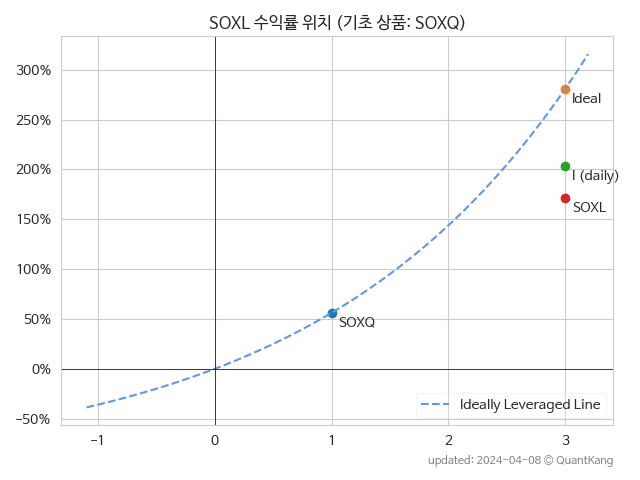 SOXL 수익률 위치 (기초 상품: SOXQ)
300%
250%
200%
150%
100%
50%
0%
−50%
Ideal
I (daily)
SOXL
SOXQ
Ideally Leveraged Line
−1 0 1 2 3
updated: 2024-04-08 © QuantKang